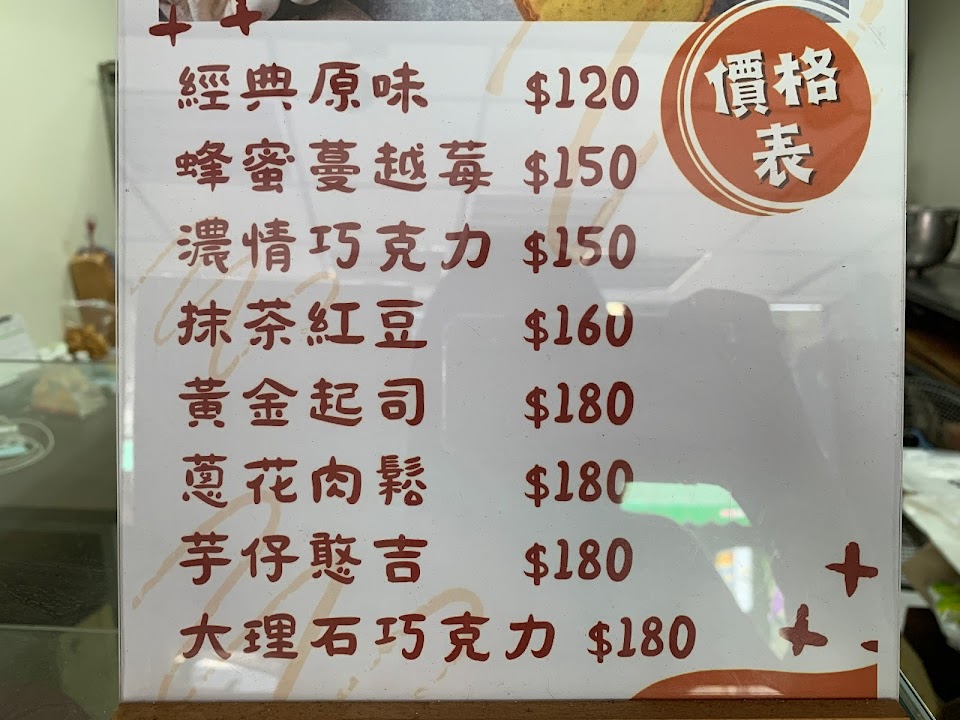 價格表
經典原味 $120
蜂蜜蔓越莓 $150
濃情巧克力 $150
抹茶紅豆 $160
黃金起司 $180
蔥花肉鬆 $180
芋仔憨吉 $180
大理石巧克力 $180